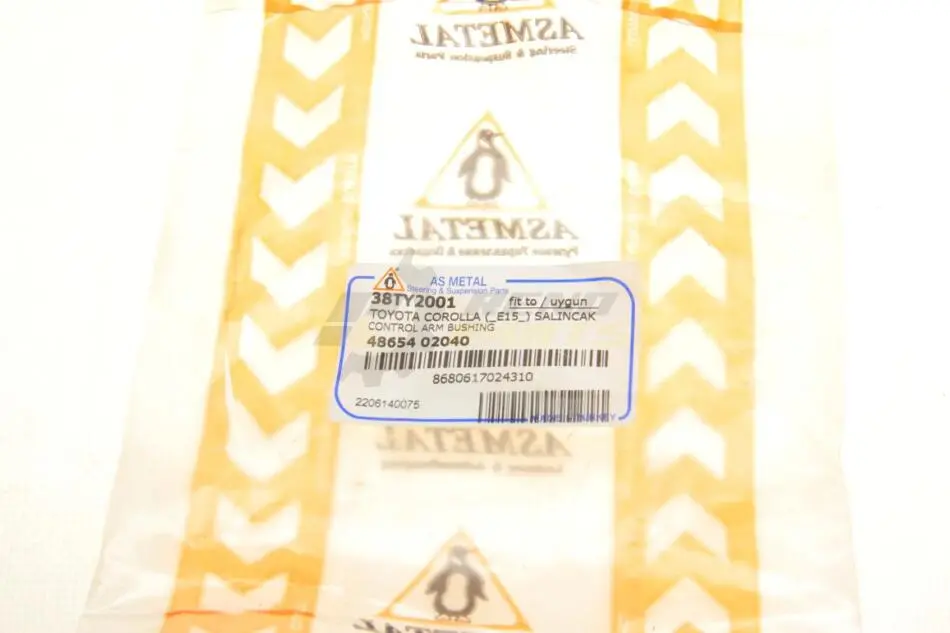 ASMETAL
Steering & Suspension Parts
ASMETAL
AS METAL
Steering & Suspension Parts
38TY2001 fit to / uygun
TOYOTA COROLLA (_E15_) SALINCAK
CONTROL ARM BUSHING
48654 02040
8680617024310
2206140075
ASMETAL